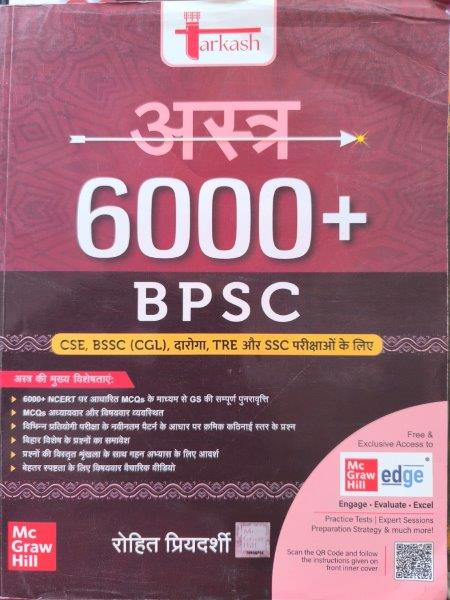 Tarkash
अस्त्र
6000+
BPSC
CSE, BSSC (CGL), दारोगा, TRE और SSC परीक्षाओं के लिए
अस्त्र की मुख्य विशेषताएं:
• 6000+ NCERT पर आधारित MCQs के माध्यम से GS की सम्पूर्ण पुनरावृत्ति
• MCQs अध्यायवार और विषयवार व्यवस्थित
• विभिन्न प्रतियोगी परीक्षा के नवीनतम पैटर्न के आधार पर क्रमिक कठिनाई स्तर के प्रश्न
• बिहार विशेष के प्रश्नों का समावेश
• प्रश्नों की विस्तृत श्रृंखला के साथ गहन अभ्यास के लिए आदर्श
• बेहतर स्पष्टता के लिए विषयवार वैचारिक वीडियो
Free &
Exclusive Access to
Mc
Graw
Hill
edge
Engage - Evaluate - Excel
Practice Tests | Expert Sessions
Preparation Strategy & much more!
Scan the QR Code and follow
the instructions given on
front inner cover
Mc
Graw
Hill
रोहित प्रियदर्शी